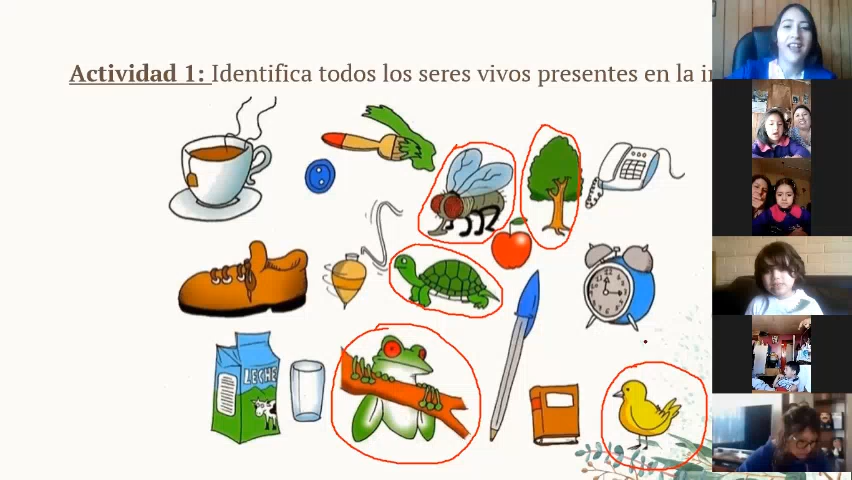 Actividad 1: Identifica todos los seres vivos presentes en la i
LECHE